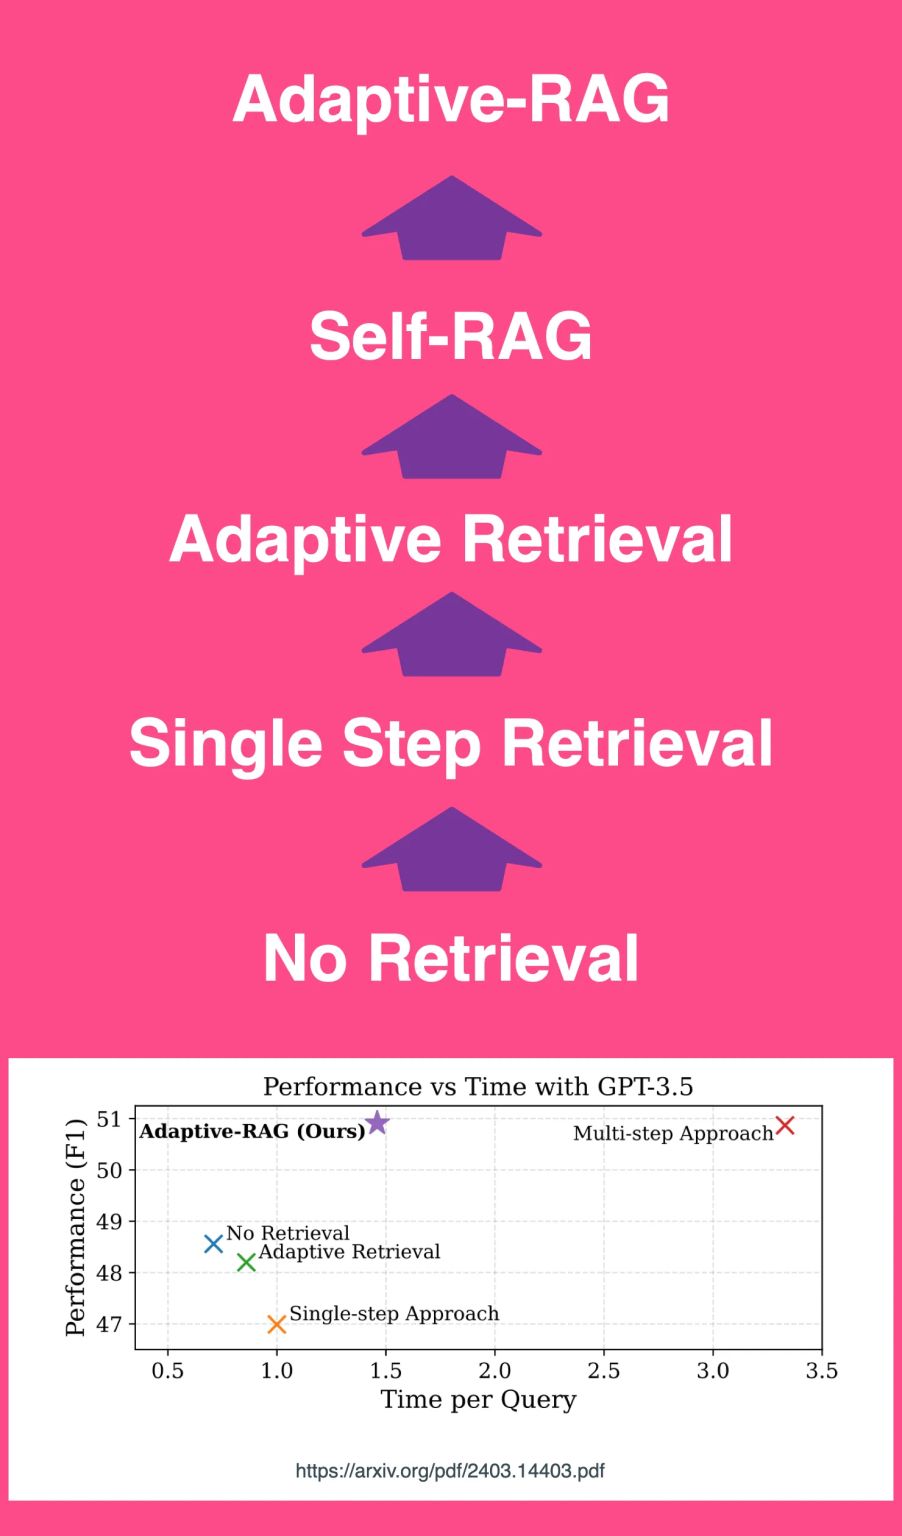 Adaptive-RAG
Self-RAG
Adaptive Retrieval
Single Step Retrieval
No Retrieval
Performance vs Time with GPT-3.5
Performance (F1)
51
50
49
48
47
Adaptive-RAG (Ours)
Multi-step Approach
No Retrieval
Adaptive Retrieval
Single-step Approach
0.5 1.0 1.5 2.0 2.5 3.0 3.5
Time per Query
https://arxiv.org/pdf/2403.14403.pdf